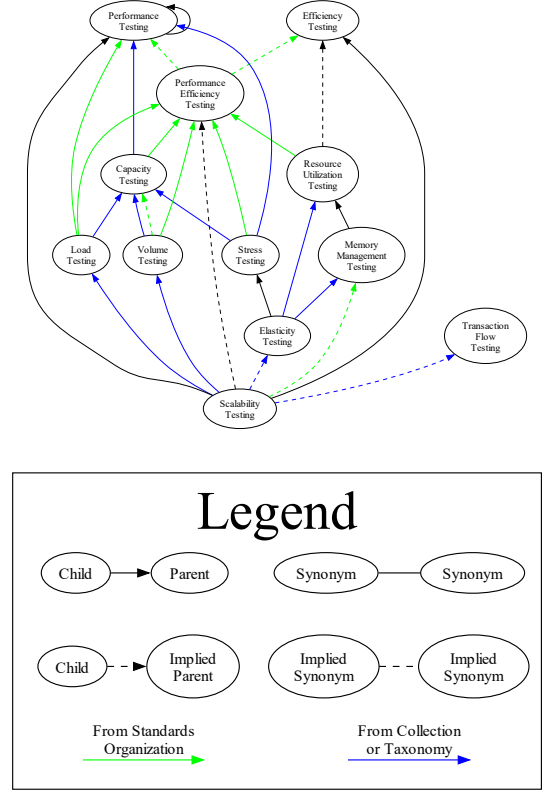 Performance
Testing
Efficiency
Testing
Performance
Efficiency
Testing
Capacity
Testing
Resource
Utilization
Testing
Load
Testing
Volume
Testing
Stress
Testing
Memory
Management
Testing
Elasticity
Testing
Transaction
Flow
Testing
Scalability
Testing
Legend
Child
Parent
Synonym
Synonym
Child
Implied
Parent
Implied
Synonym
Implied
Synonym
From Standards
Organization
From Collection
or Taxonomy